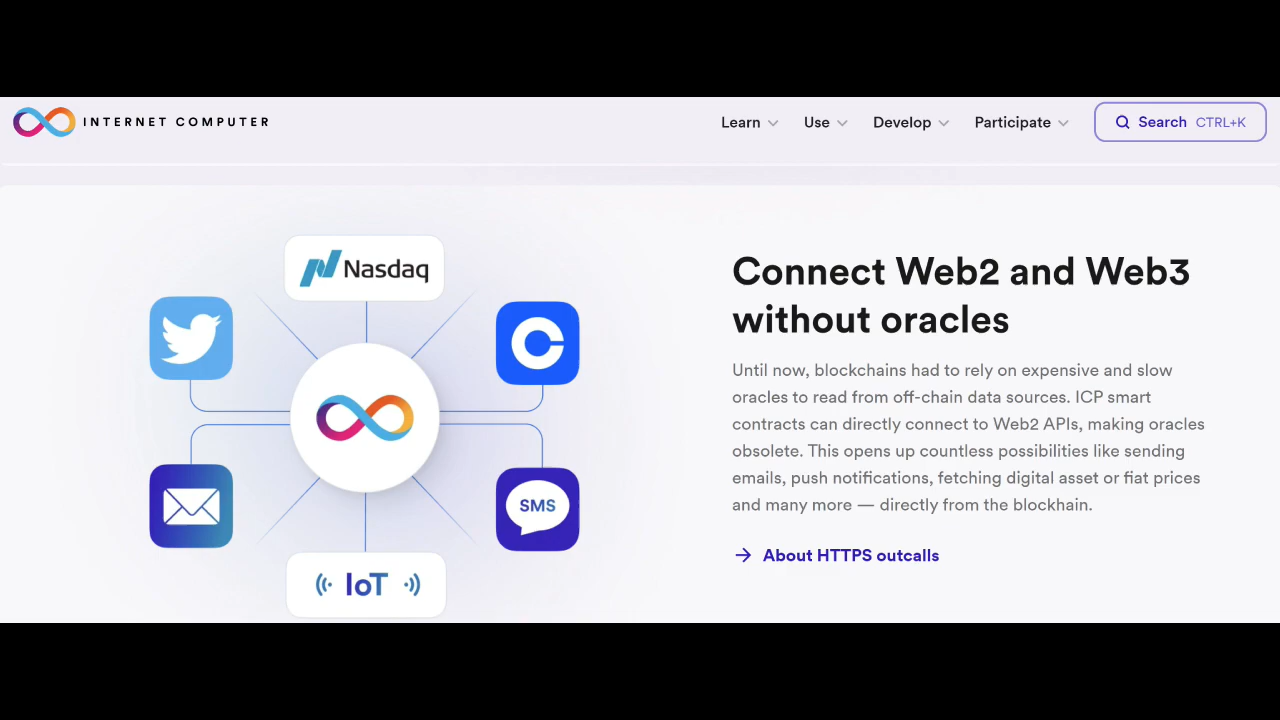 INTERNET COMPUTER
Learn Use Develop Participate Search CTRL+K
Nasdaq
SMS
IoT
Connect Web2 and Web3
without oracles
Until now, blockchains had to rely on expensive and slow
oracles to read from off-chain data sources. ICP smart
contracts can directly connect to Web2 APIs, making oracles
obsolete. This opens up countless possibilities like sending
emails, push notifications, fetching digital asset or fiat prices
and many more — directly from the blockhain.
About HTTPS outcalls